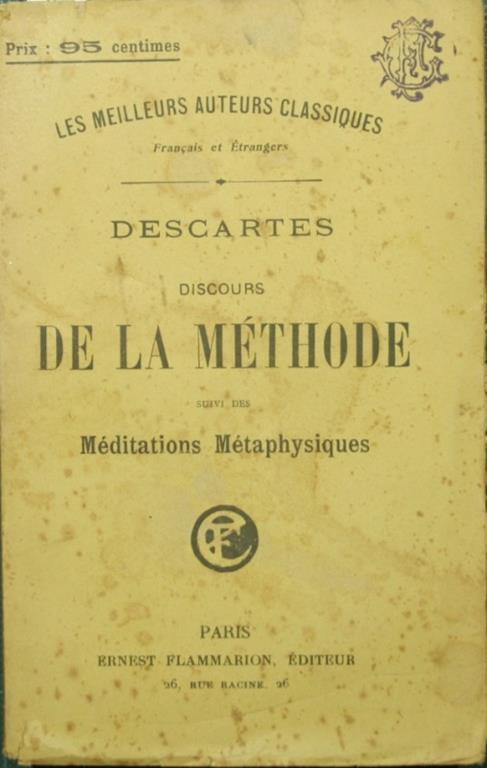 Prix : 95 centimes
LES MEILLEURS AUTEURS CLASSIQUES
Français et Étrangers
DESCARTES
DISCOURS
DE LA MÉTHODE
SUIVI DES
Méditations Métaphysiques
PARIS
ERNEST FLAMMARION, ÉDITEUR
26, RUE RACINE, 26